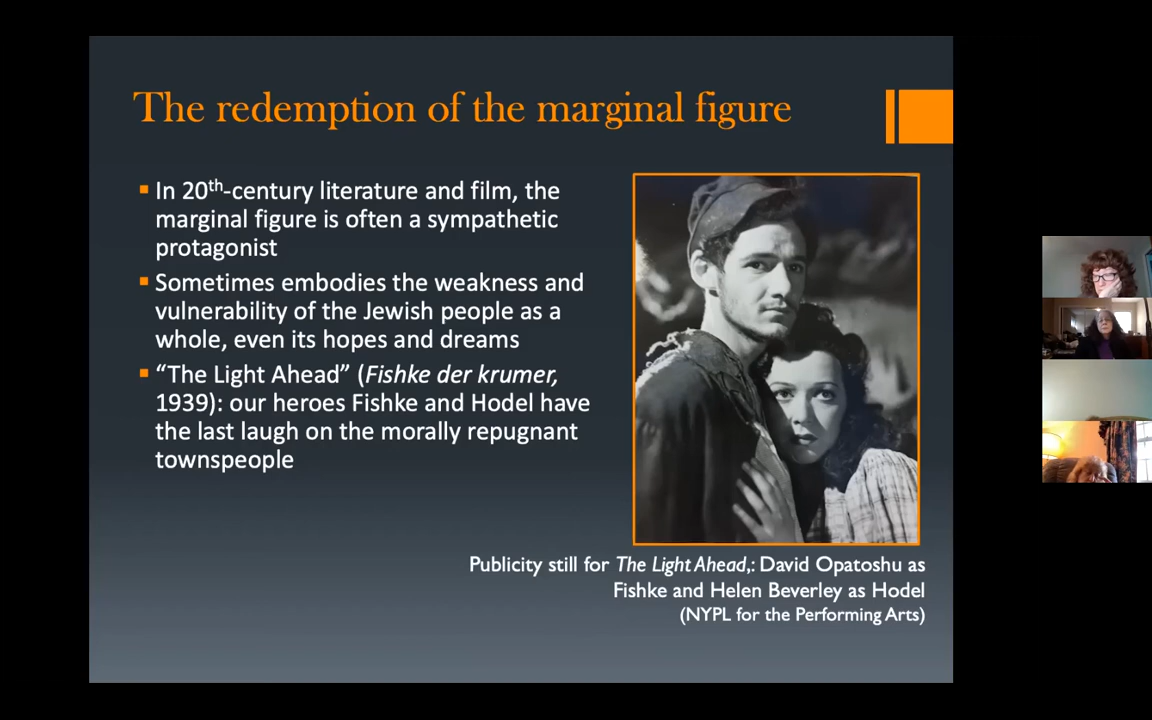 The redemption of the marginal figure
In 20th-century literature and film, the
marginal figure is often a sympathetic
protagonist
Sometimes embodies the weakness and
vulnerability of the Jewish people as a
whole, even its hopes and dreams
“The Light Ahead” (Fishke der krumer,
1939): our heroes Fishke and Hodel have
the last laugh on the morally repugnant
townspeople
Publicity still for The Light Ahead,: David Opatoshu as
Fishke and Helen Beverley as Hodel
(NYPL for the Performing Arts)